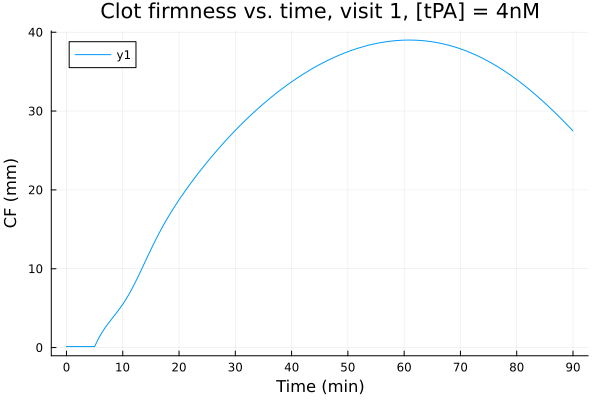 Clot firmness vs. time, visit 1, [tPA] = 4nM
y1
40
30
20
10
0
CF (mm)
0 10 20 30 40 50 60 70 80 90
Time (min)